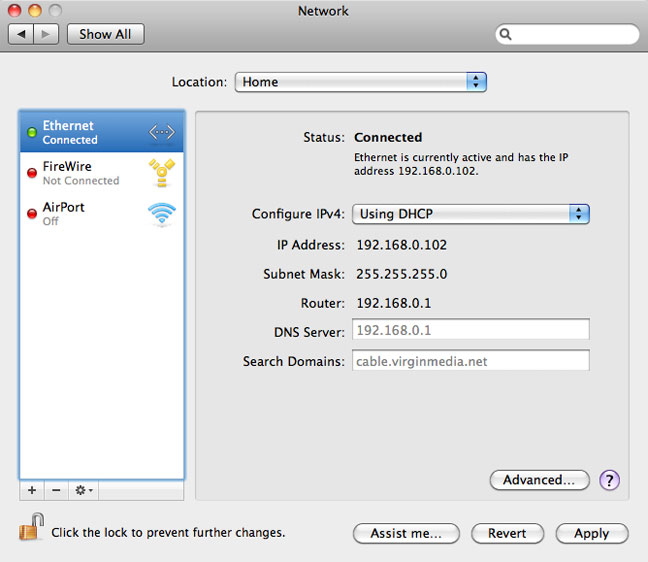 Network
Show All
Location: Home
Ethernet
Connected
FireWire
Not Connected
AirPort
Off
Status: Connected
Ethernet is currently active and has the IP
address 192.168.0.102.
Configure IPv4: Using DHCP
IP Address: 192.168.0.102
Subnet Mask: 255.255.255.0
Router: 192.168.0.1
DNS Server: 192.168.0.1
Search Domains: cable.virginmedia.net
Advanced... ?
Click the lock to prevent further changes.
Assist me... Revert Apply